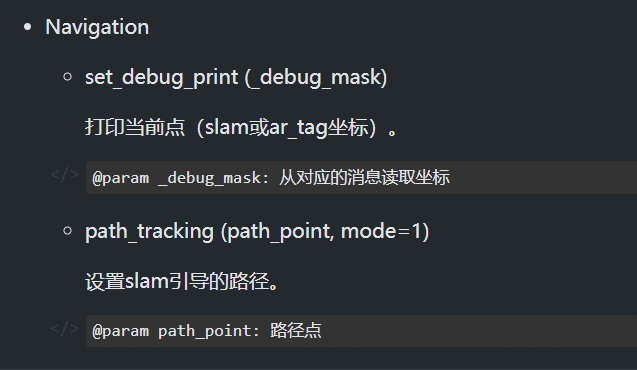 Navigation
set_debug_print (_debug_mask)
打印当前点（slam或ar_tag坐标）。
</> @param _debug_mask: 从对应的消息读取坐标
path_tracking (path_point, mode=1)
设置slam引导的路径。
</> @param path_point: 路径点